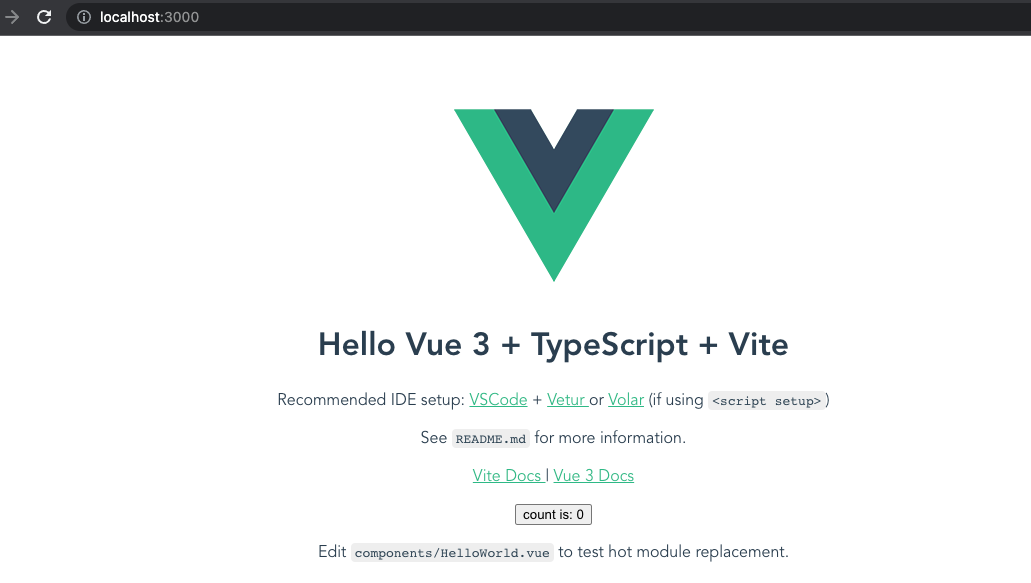 localhost:3000
Hello Vue 3 + TypeScript + Vite
Recommended IDE setup: VSCode + Vetur or Volar (if using <script setup>)
See README.md for more information.
Vite Docs | Vue 3 Docs
count is: 0
Edit components/HelloWorld.vue to test hot module replacement.